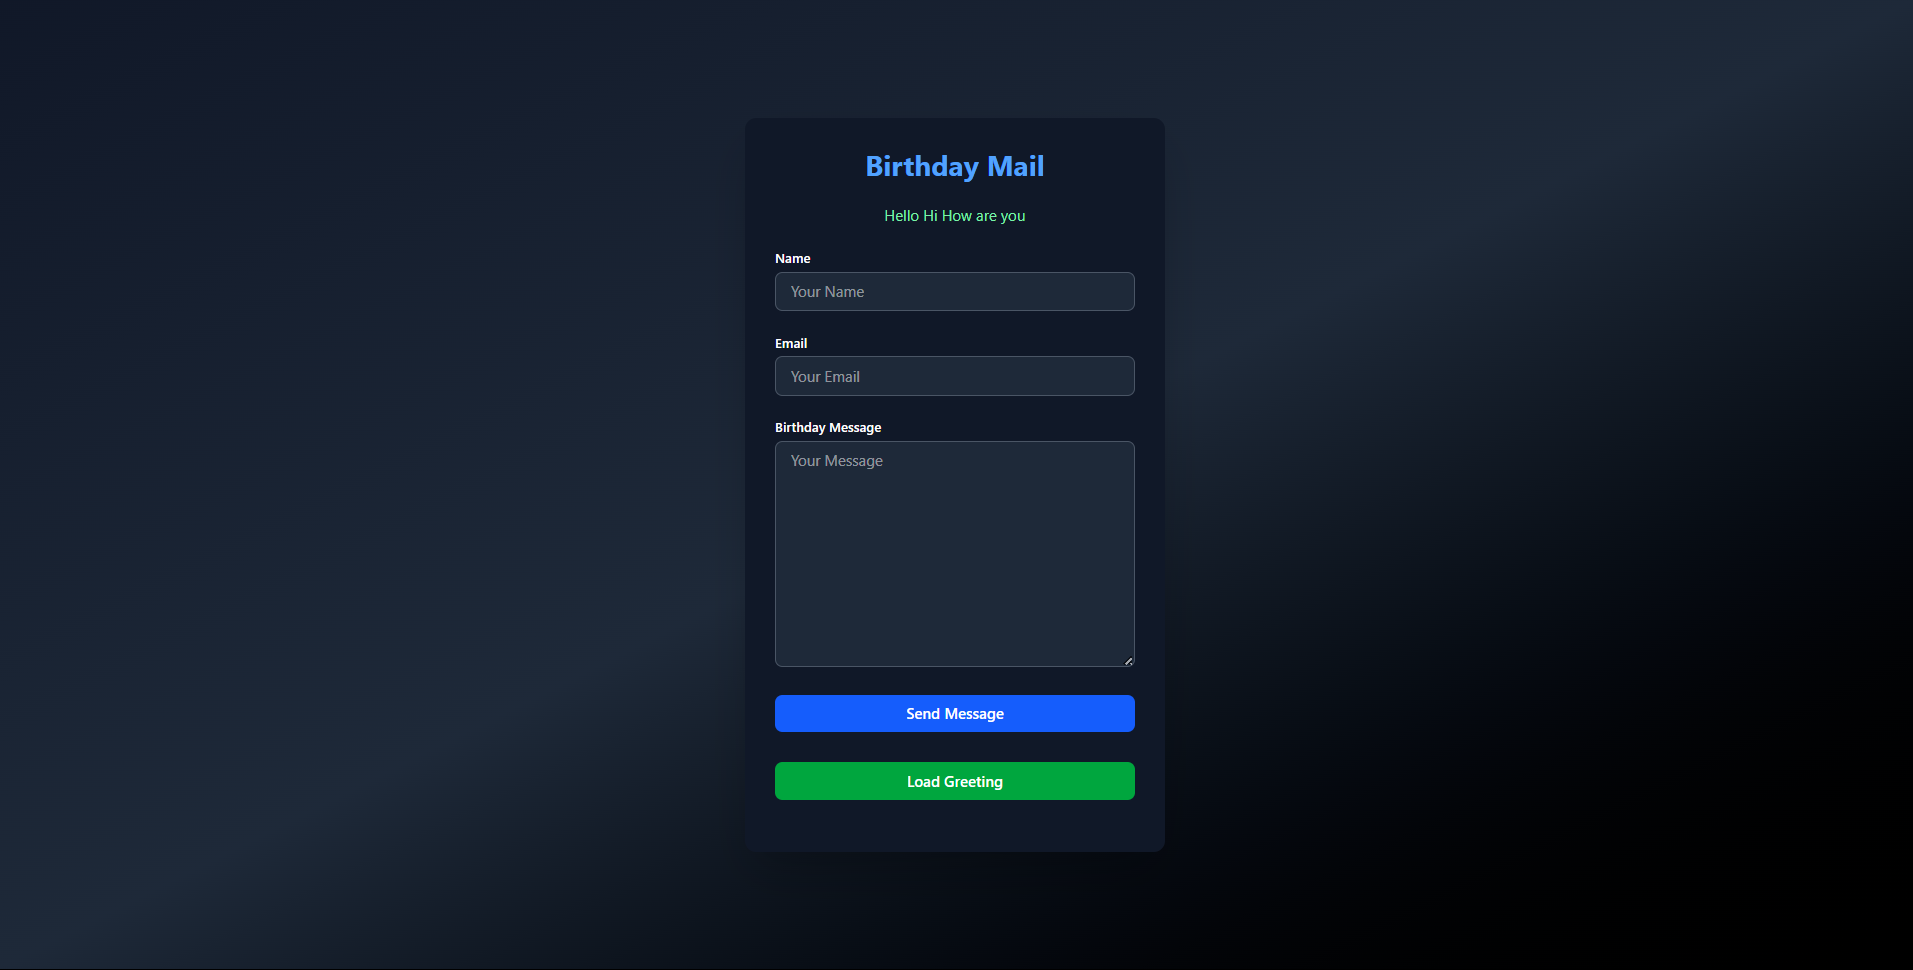 Birthday Mail
Hello Hi How are you
Name
Your Name
Email
Your Email
Birthday Message
Your Message
Send Message
Load Greeting